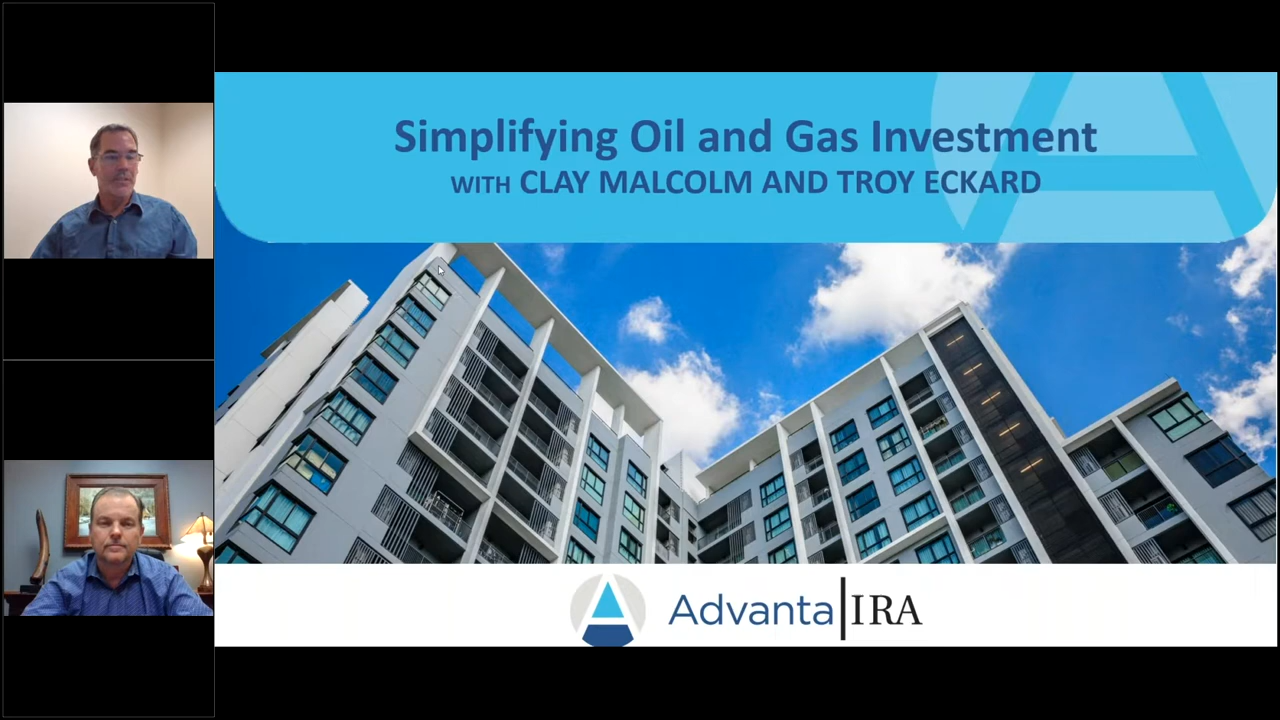 Simplifying Oil and Gas Investment
WITH CLAY MALCOLM AND TROY ECKARD
Advanta|IRA